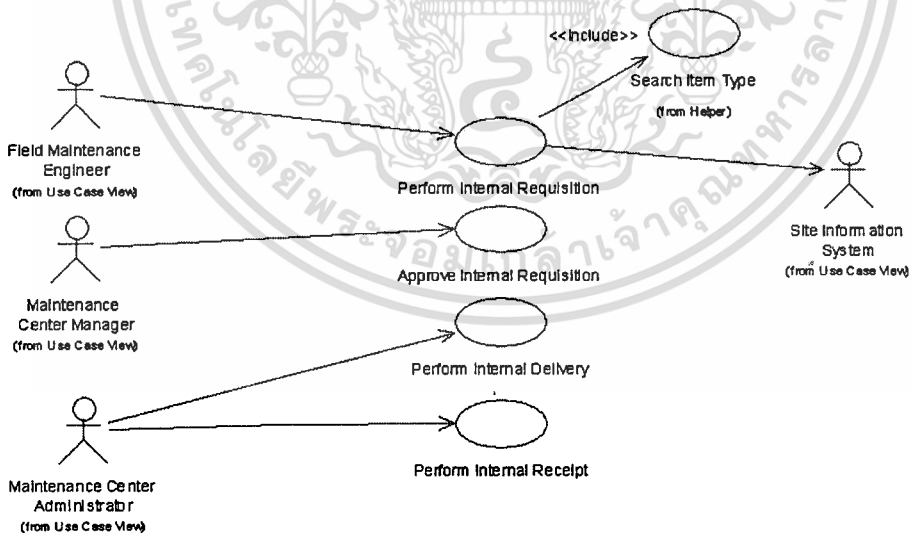 <<Include>>
Search Item Type
(from Helper)
Field Maintenance
Engineer
(from Use Case View)
Perform Internal Requisition
Site Information
System
(from Use Case View)
Maintenance
Center Manager
(from Use Case View)
Approve Internal Requisition
Perform Internal Delivery
Maintenance Center
Administrator
(from Use Case View)
Perform Internal Receipt